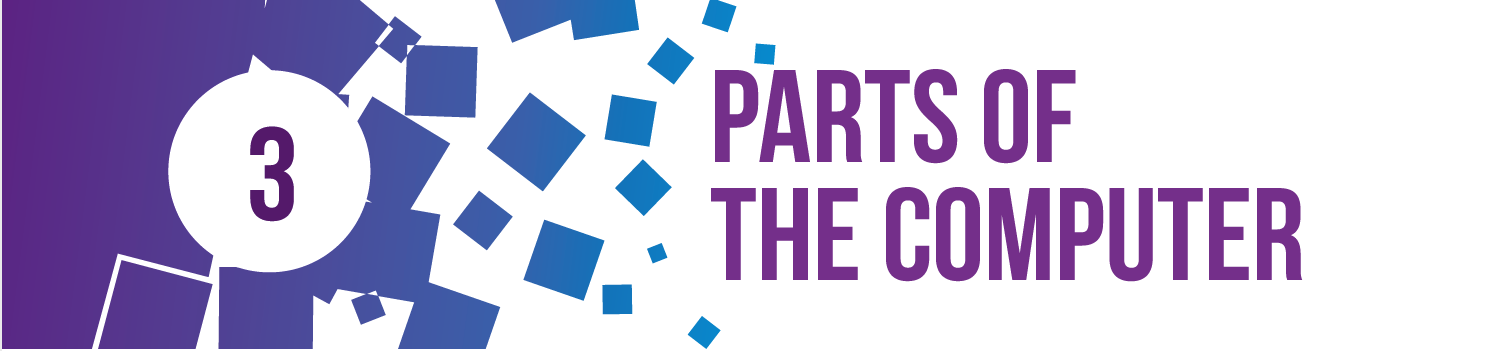 3
PARTS OF
THE COMPUTER